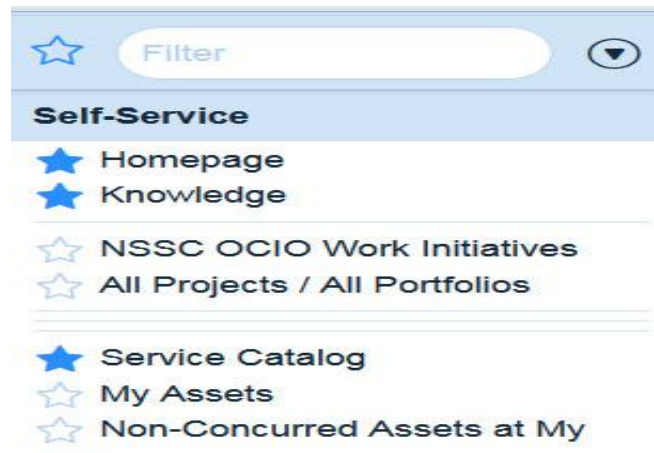 Filter
Self-Service
Homepage
Knowledge
NSSC OCIO Work Initiatives
All Projects / All Portfolios
Service Catalog
My Assets
Non-Concurred Assets at My